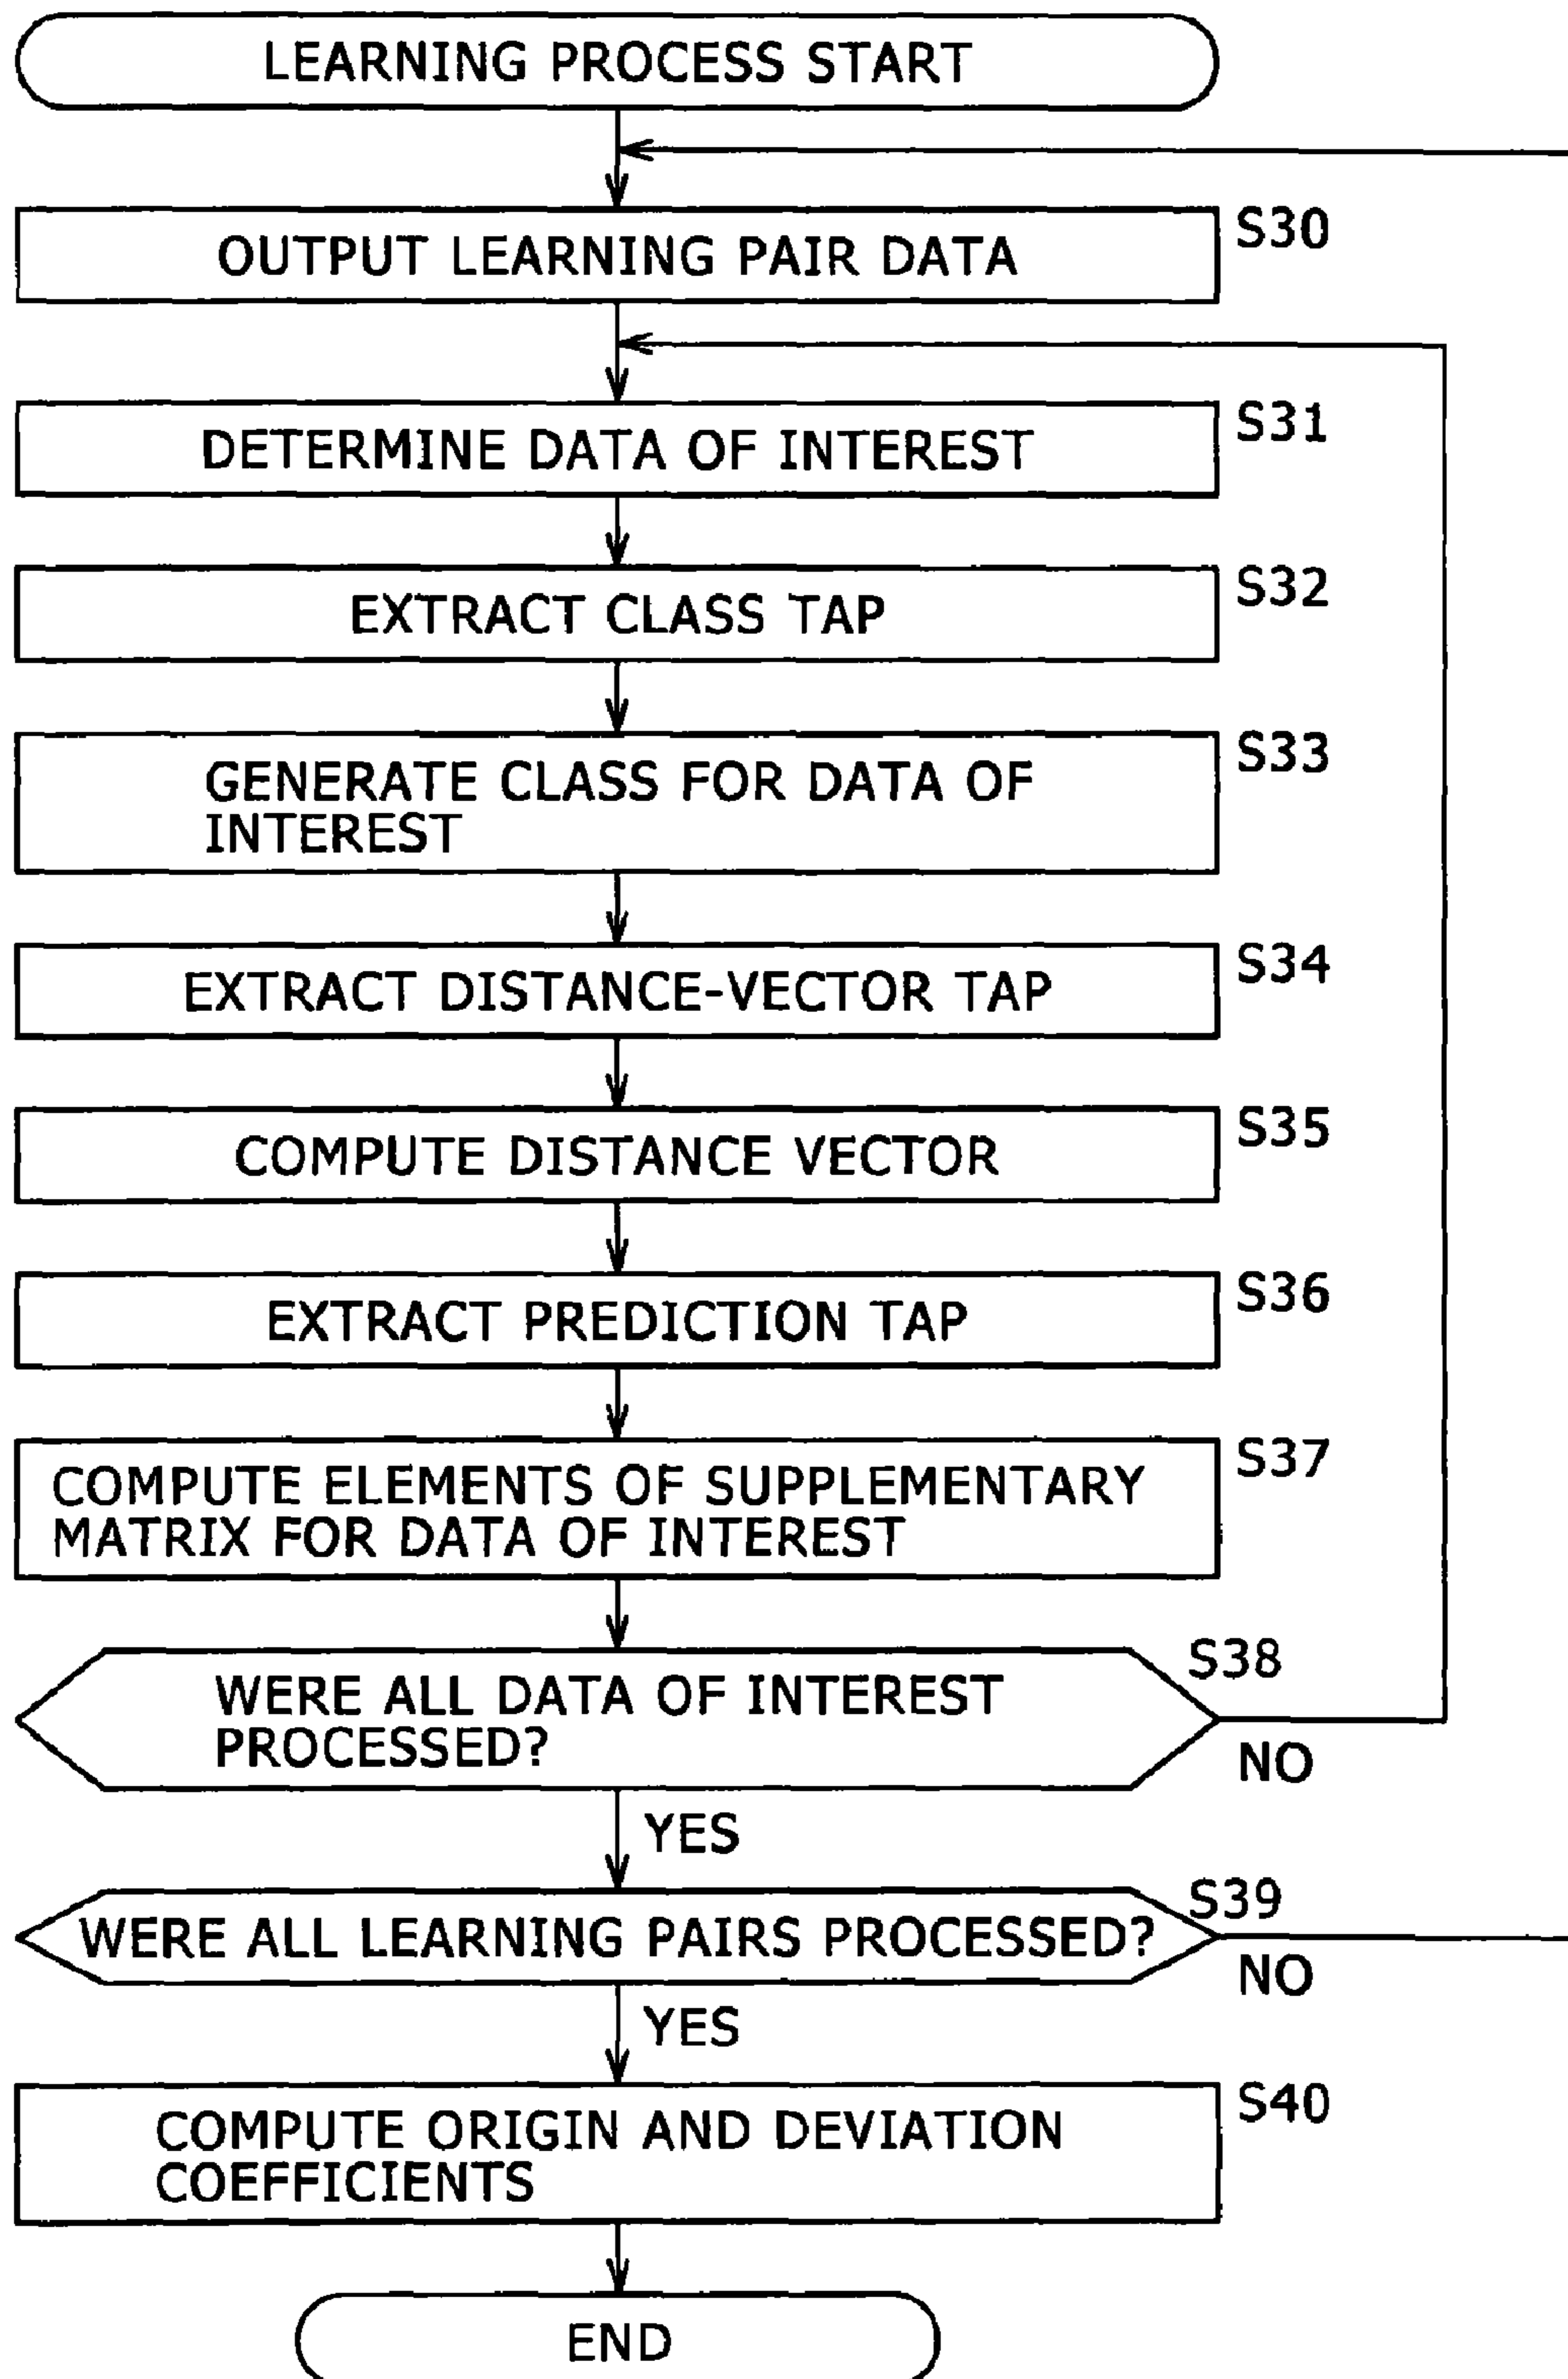 LEARNING PROCESS START
OUTPUT LEARNING PAIR DATA
S30
DETERMINE DATA OF INTEREST
S31
EXTRACT CLASS TAP
S32
GENERATE CLASS FOR DATA OF
INTEREST
S33
EXTRACT DISTANCE-VECTOR TAP
S34
COMPUTE DISTANCE VECTOR
S35
EXTRACT PREDICTION TAP
S36
COMPUTE ELEMENTS OF SUPPLEMENTARY
MATRIX FOR DATA OF INTEREST
S37
WERE ALL DATA OF INTEREST
PROCESSED?
S38
NO
YES
WERE ALL LEARNING PAIRS PROCESSED?
S39
NO
YES
COMPUTE ORIGIN AND DEVIATION
COEFFICIENTS
S40
END